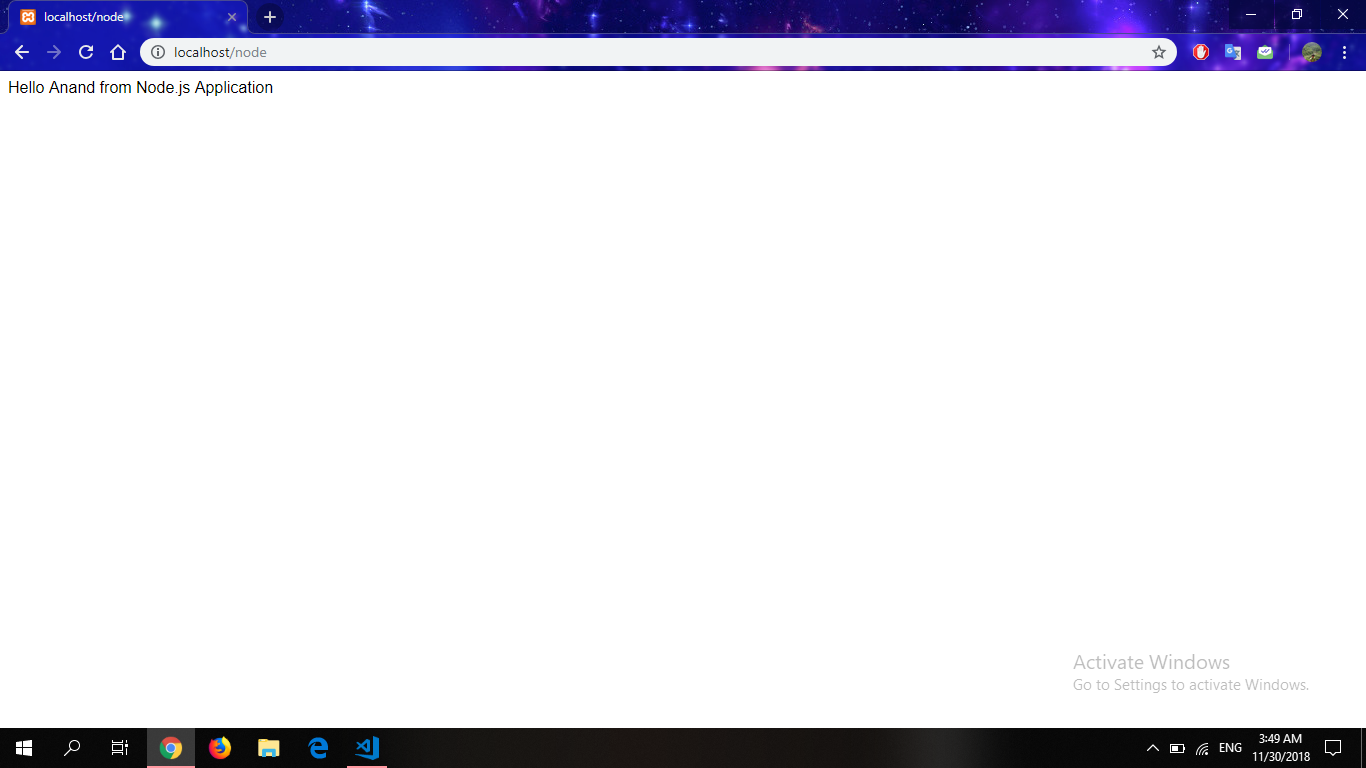 localhost/node
localhost/node
Hello Anand from Node.js Application
Activate Windows
Go to Settings to activate Windows.
ENG
3:49 AM
11/30/2018